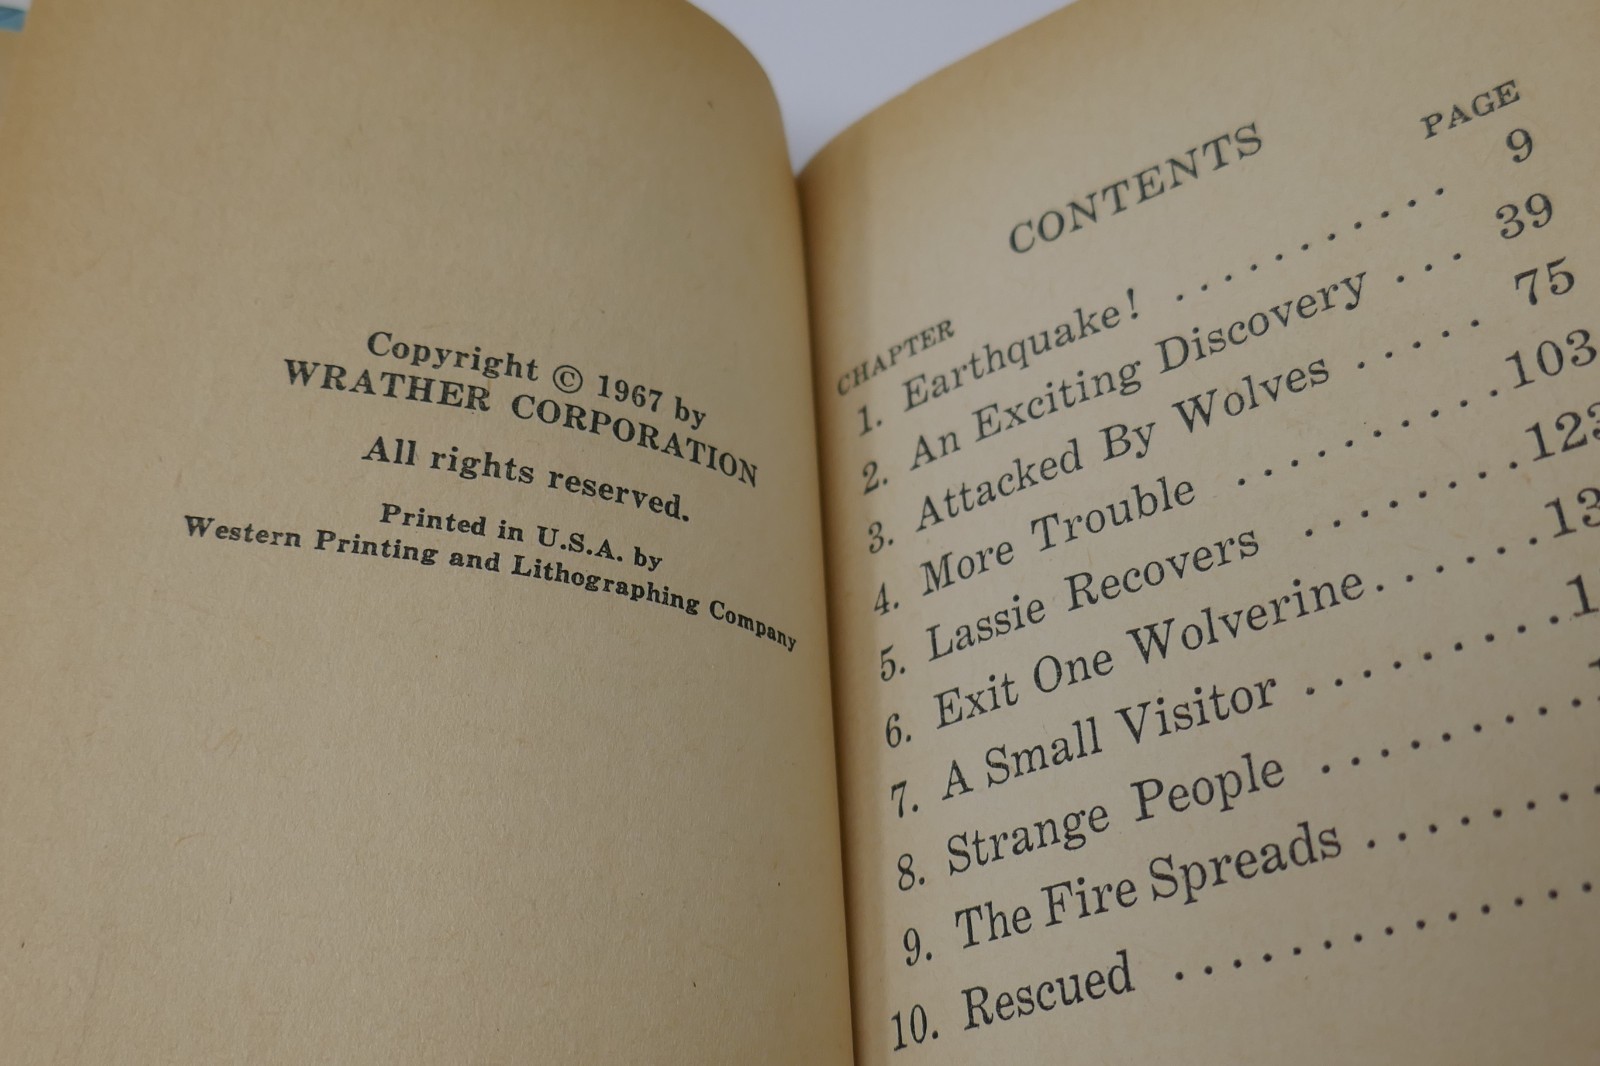 Copyright © 1967 by
WRATHER CORPORATION
All rights reserved.
Printed in U.S.A. by
Western Printing and Lithographing Company
CONTENTS
CHAPTER PAGE
1. Earthquake! . . . . . . . . . . . 9
2. An Exciting Discovery . . . 39
3. Attacked By Wolves . . . . . 75
4. More Trouble . . . . . . . . . . 103
5. Lassie Recovers . . . . . . . . 123
6. Exit One Wolverine. . . . . .
7. A Small Visitor . . . . . . . . .
8. Strange People . . . . . . . . .
9. The Fire Spreads . . . . . . .
10. Rescued . . . . . . . . . . . . . .